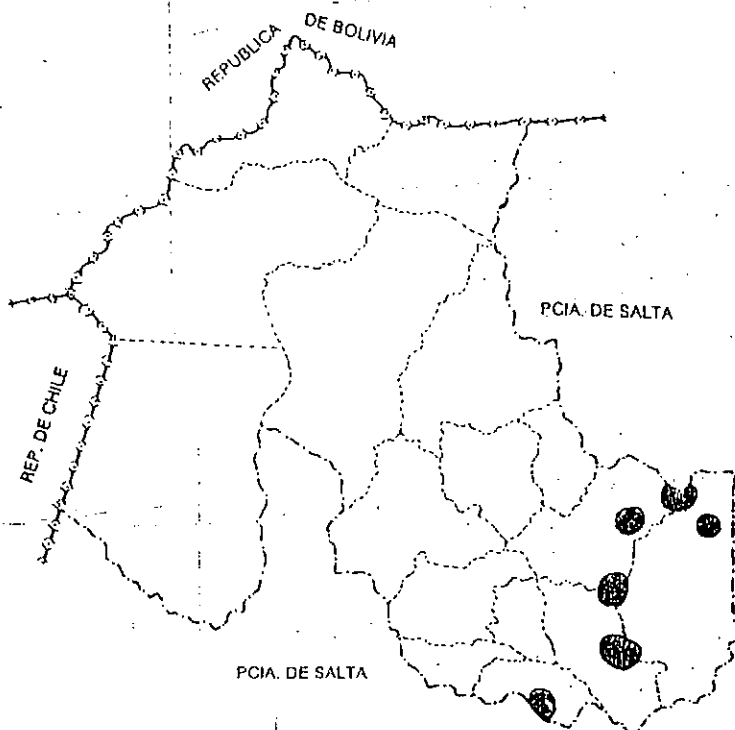 REPUBLICA DE BOLIVIA
PCIA. DE SALTA
REP. DE CHILE
PCIA. DE SALTA